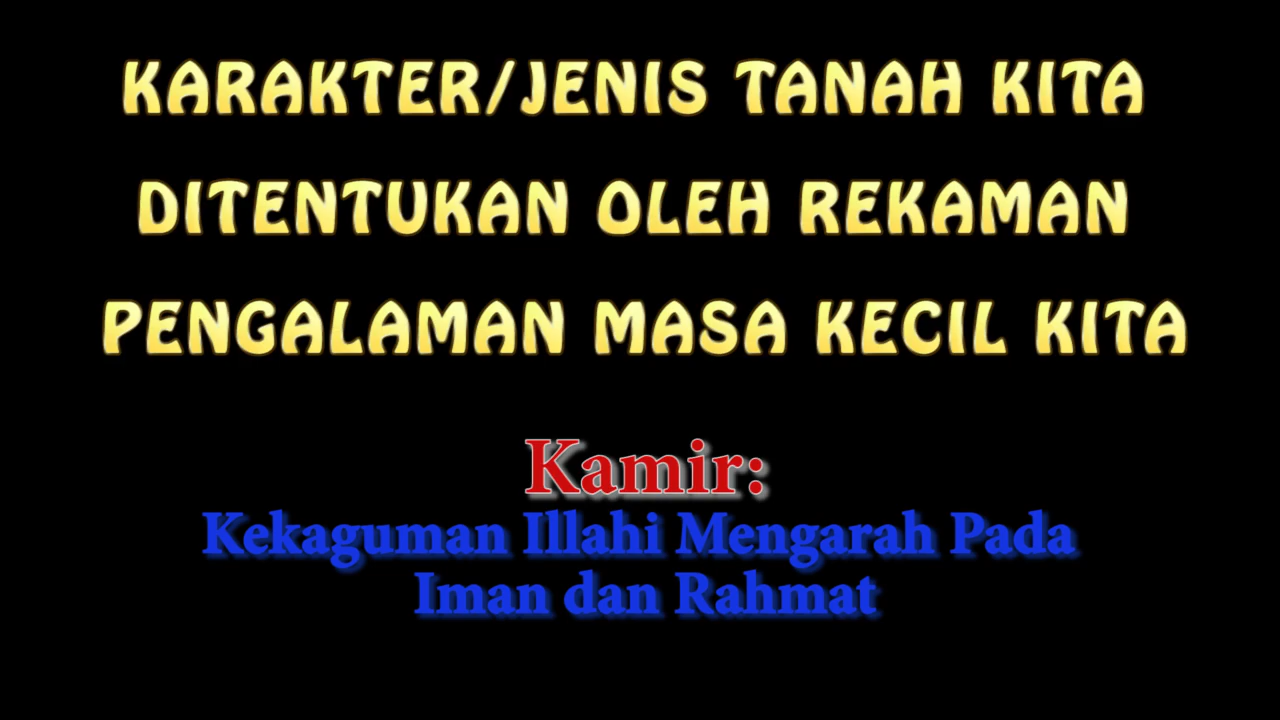 KARAKTER/JENIS TANAH KITA
DITENTUKAN OLEH REKAMAN
PENGALAMAN MASA KECIL KITA
Kamir:
Kekaguman Illahi Mengarah Pada
Iman dan Rahmat